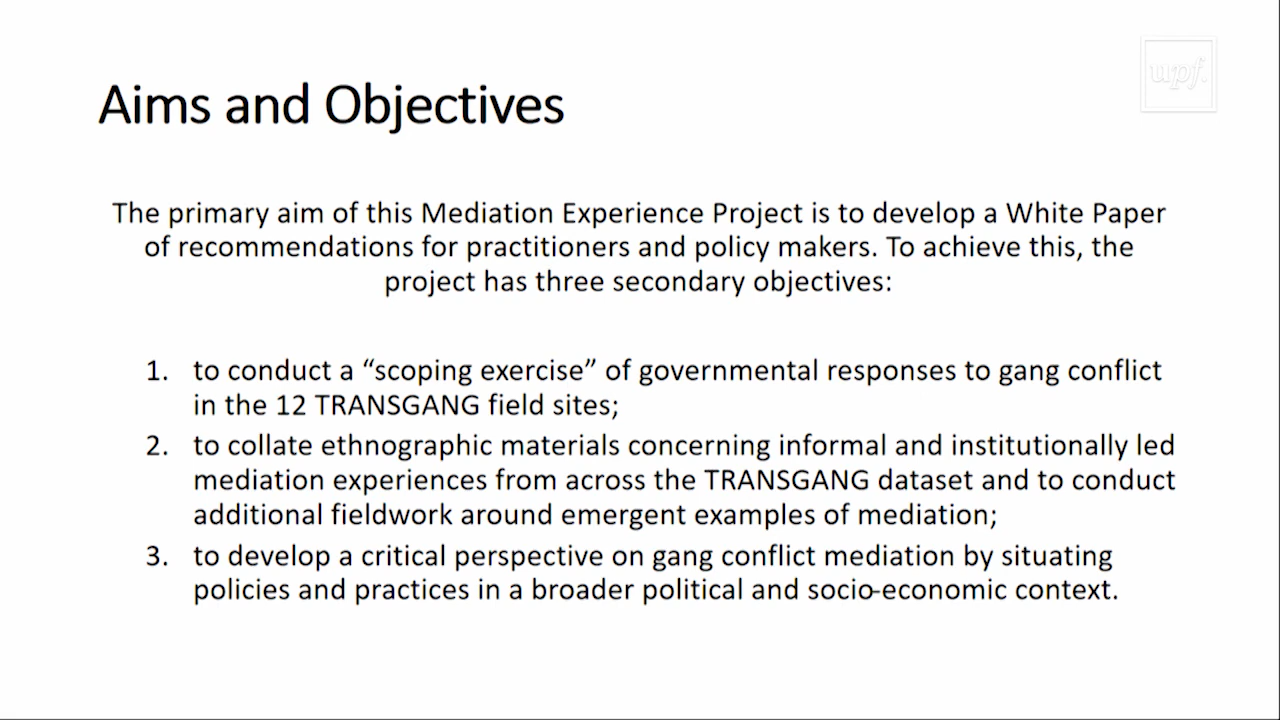 upf.
Aims and Objectives
The primary aim of this Mediation Experience Project is to develop a White Paper
of recommendations for practitioners and policy makers. To achieve this, the
project has three secondary objectives:
1. to conduct a “scoping exercise” of governmental responses to gang conflict
in the 12 TRANSGANG field sites;
2. to collate ethnographic materials concerning informal and institutionally led
mediation experiences from across the TRANSGANG dataset and to conduct
additional fieldwork around emergent examples of mediation;
3. to develop a critical perspective on gang conflict mediation by situating
policies and practices in a broader political and socio-economic context.